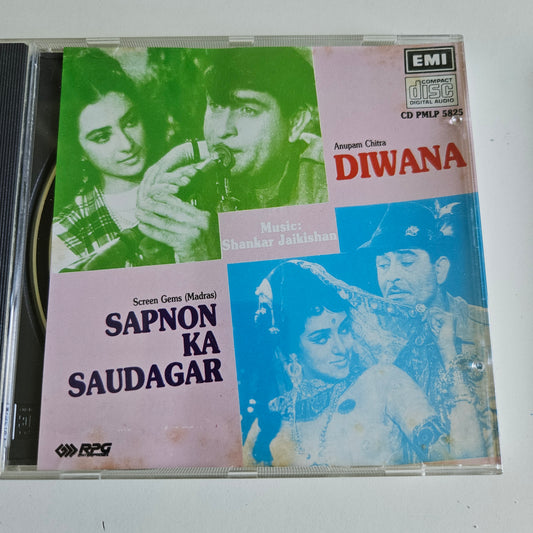 EMI
COMPACT
disc
DIGITAL AUDIO
CD PMLP 5825
Anupam Chitra
DIWANA
Music:
Shankar Jaikishan
Screen Gems (Madras)
SAPNON
KA
SAUDAGAR
RPG